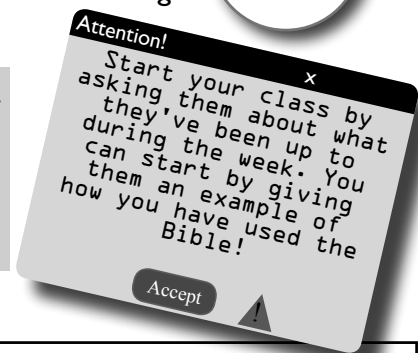 Attention!
x
Start your class by
asking them about what
they've been up to
during the week. You
can start by giving
them an example of
how you have used the
Bible!
Accept
!